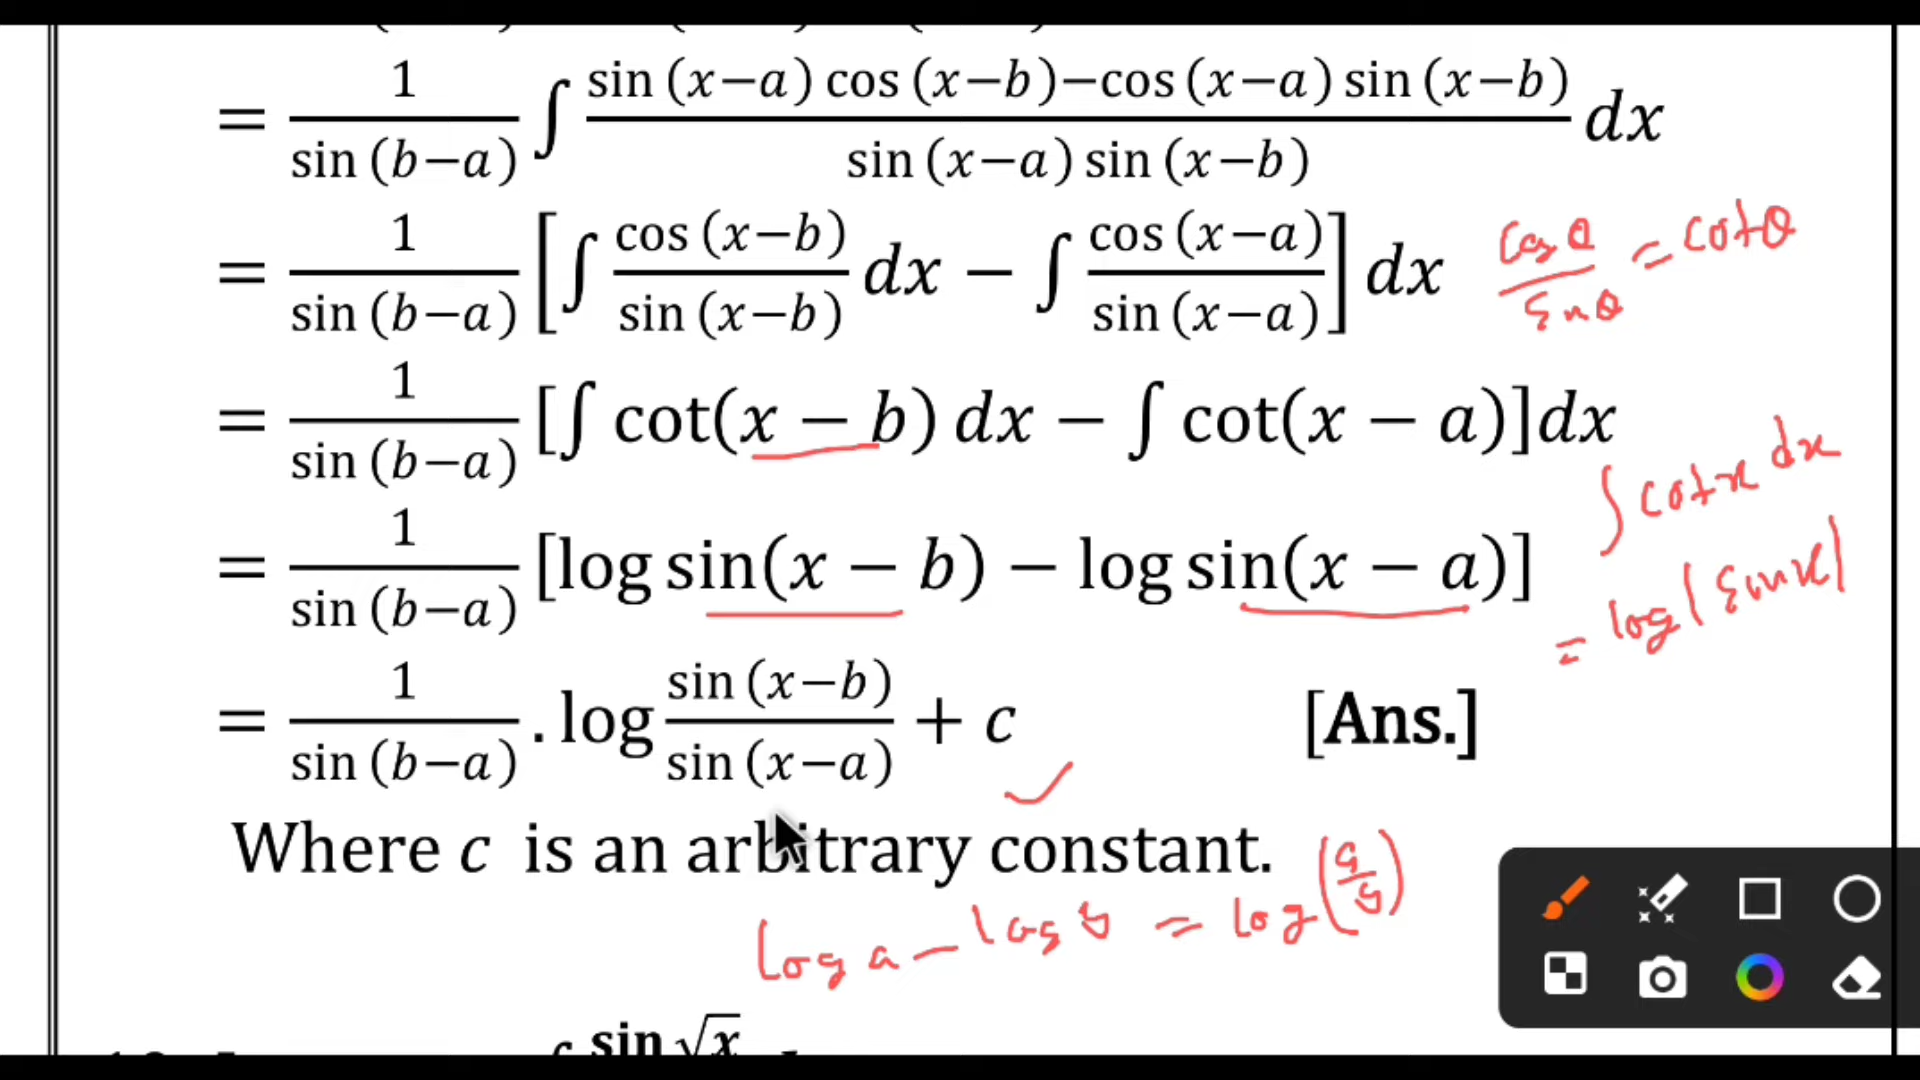 = 1/sin (b−a) ∫ sin (x−a) cos (x−b)−cos (x−a) sin (x−b)/sin (x−a) sin (x−b) dx
= 1/sin (b−a) [∫ cos (x−b)/sin (x−b) dx − ∫ cos (x−a)/sin (x−a)] dx
cosθ/sinθ = cotθ
= 1/sin (b−a) [∫ cot(x − b) dx − ∫ cot(x − a)]dx
∫ cotx dx
= 1/sin (b−a) [log sin(x − b) − log sin(x − a)]
= log|sinx|
= 1/sin (b−a) . log sin (x−b)/sin (x−a) + c [Ans.]
Where c is an arbitrary constant.
log a − log b = log(a/b)
sin √x